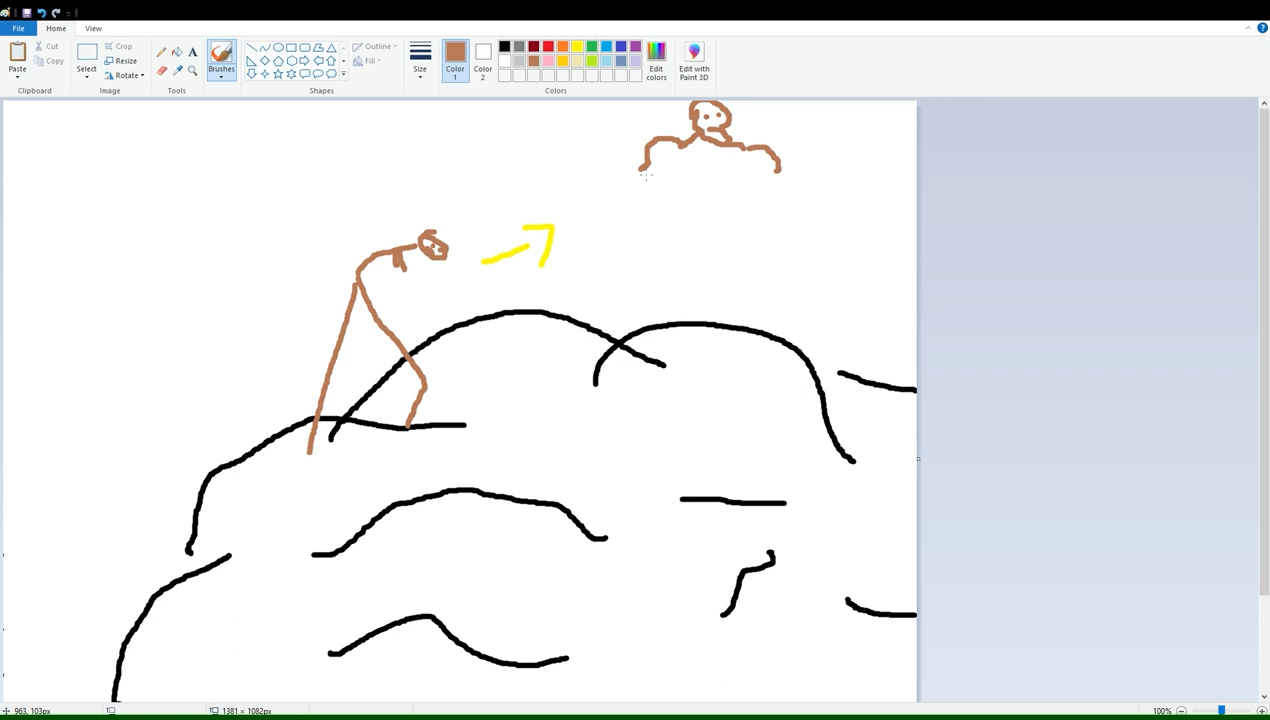 File Home View
Paste Cut Copy Select Crop Resize Rotate Brushes Outline Fill Size Color 1 Color 2 Edit colors Edit with Paint 3D
Clipboard Image Tools Shapes Colors
963, 103px 1381 × 1082px 100%